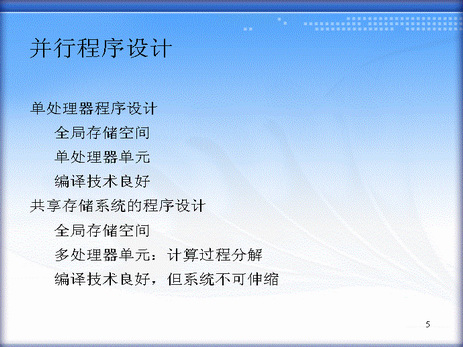 并行程序设计
单处理器程序设计
全局存储空间
单处理器单元
编译技术良好
共享存储系统的程序设计
全局存储空间
多处理器单元：计算过程分解
编译技术良好，但系统不可伸缩
5